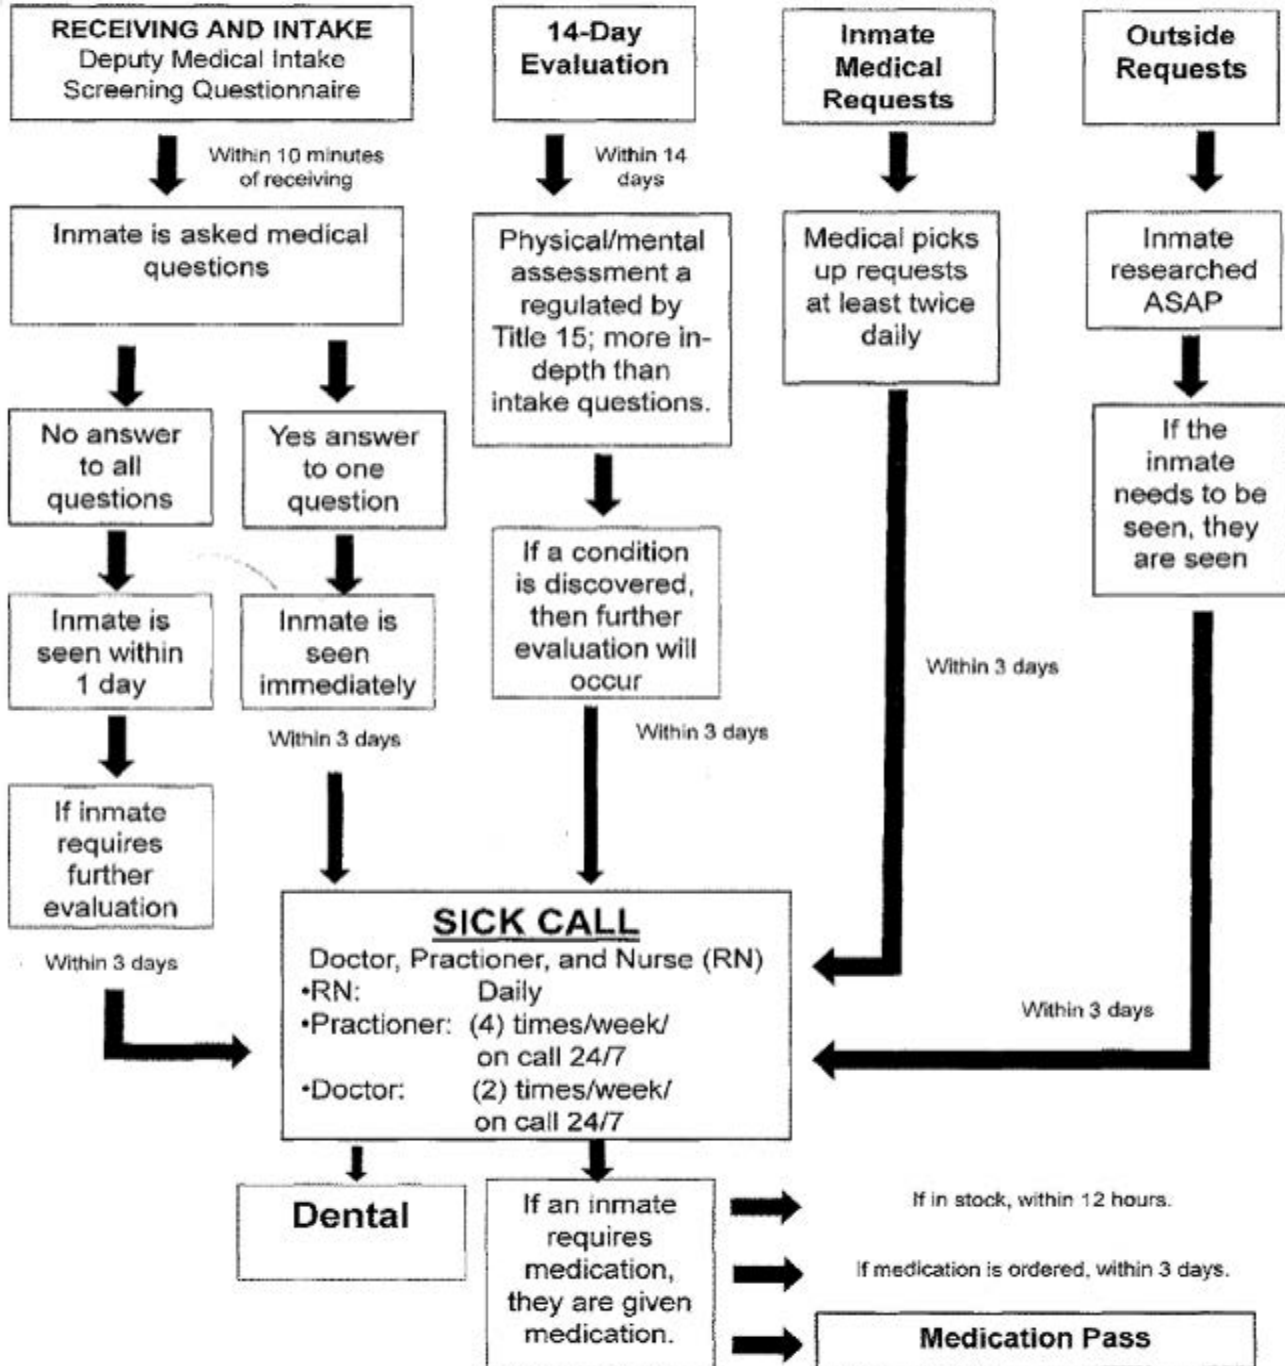 RECEIVING AND INTAKE
Deputy Medical Intake
Screening Questionnaire
Within 10 minutes
of receiving
Inmate is asked medical
questions
No answer
to all
questions
Inmate is
seen within
1 day
If inmate
requires
further
evaluation
Within 3 days
Yes answer
to one
question
Inmate is
seen
immediately
Within 3 days
14-Day
Evaluation
Within 14
days
Physical/mental
assessment a
regulated by
Title 15; more in-
depth than
intake questions.
If a condition
is discovered,
then further
evaluation will
occur
Within 3 days
Inmate
Medical
Requests
Medical picks
up requests
at least twice
daily
Within 3 days
Outside
Requests
Inmate
researched
ASAP
If the
inmate
needs to be
seen, they
are seen
Within 3 days
SICK CALL
Doctor, Practioner, and Nurse (RN)
•RN: Daily
•Practioner: (4) times/week/
on call 24/7
•Doctor: (2) times/week/
on call 24/7
Dental
If an inmate
requires
medication,
they are given
medication.
If in stock, within 12 hours.
If medication is ordered, within 3 days.
Medication Pass